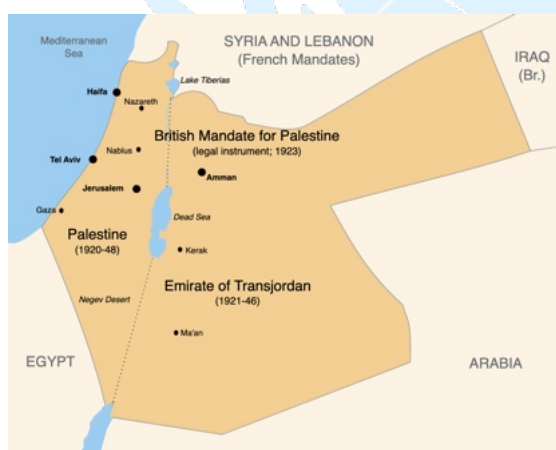 Mediterranean
Sea
SYRIA AND LEBANON
(French Mandates)
IRAQ
(Br.)
Lake Tiberias
Haifa
Nazareth
British Mandate for Palestine
(legal instrument; 1923)
Nablus
Tel Aviv
Amman
Jerusalem
Gaza
Dead Sea
Palestine
(1920-48)
Kerak
Emirate of Transjordan
(1921-46)
Negev Desert
Ma'an
EGYPT
ARABIA